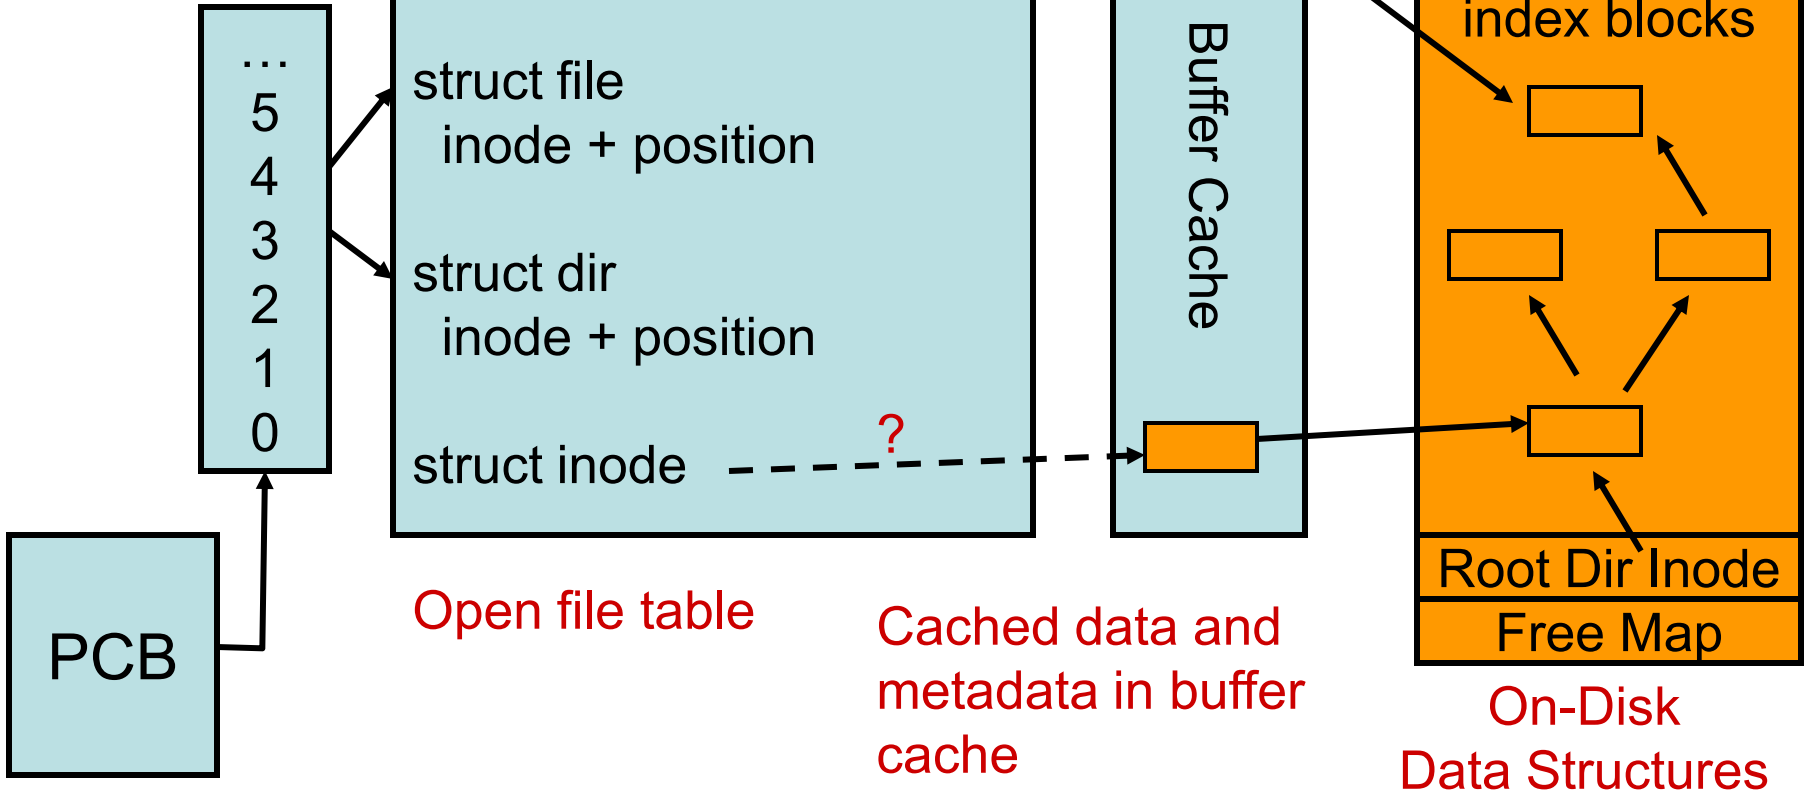 …
5
4
3
2
1
0
PCB
struct file
inode + position
struct dir
inode + position
struct inode
?
Open file table
Buffer Cache
Cached data and
metadata in buffer
cache
index blocks
Root Dir Inode
Free Map
On-Disk
Data Structures